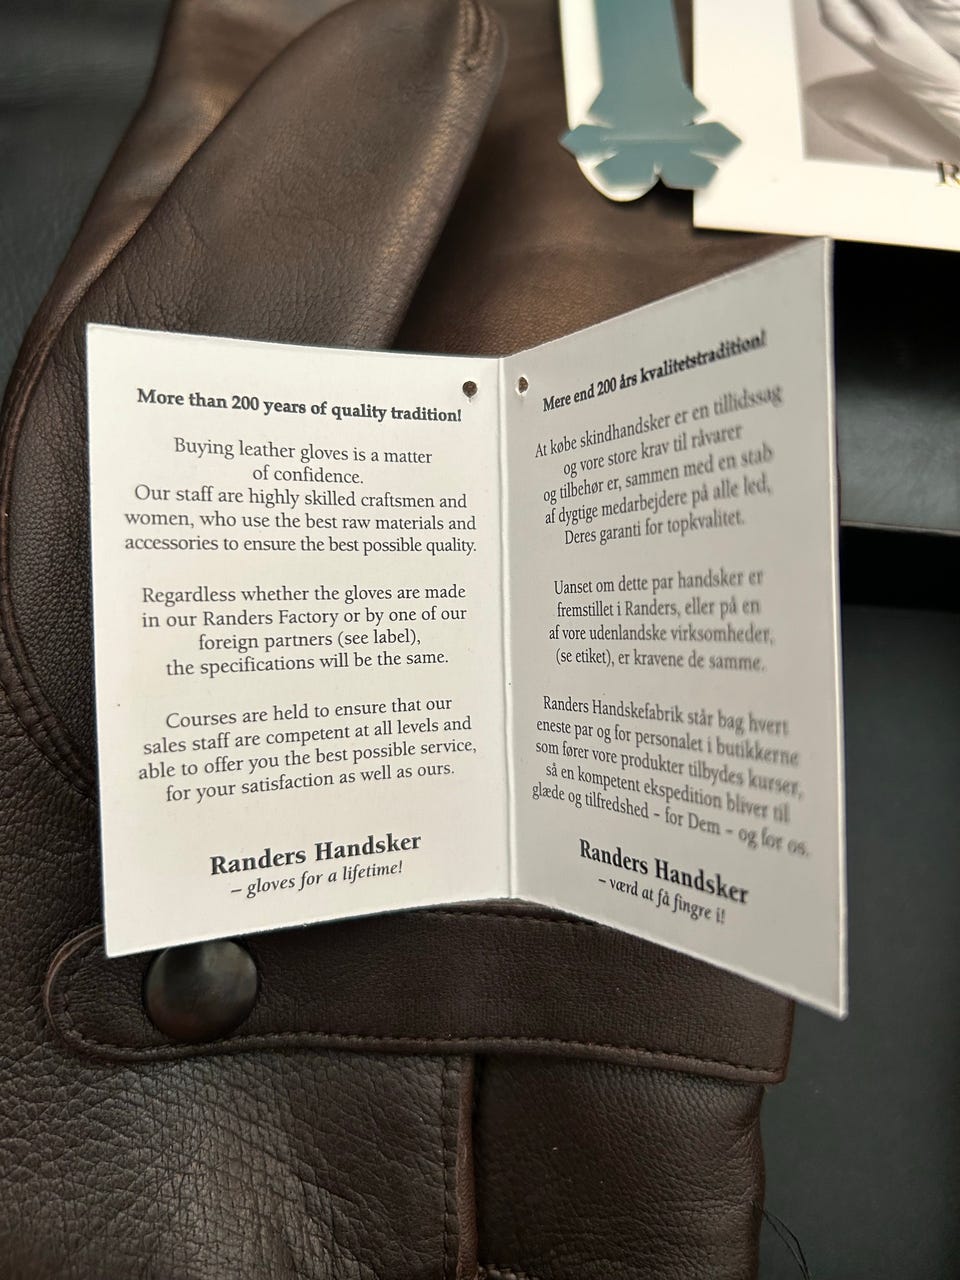 More than 200 years of quality tradition!
Buying leather gloves is a matter
of confidence.
Our staff are highly skilled craftsmen and
women, who use the best raw materials and
accessories to ensure the best possible quality.
Regardless whether the gloves are made
in our Randers Factory or by one of our
foreign partners (see label),
the specifications will be the same.
Courses are held to ensure that our
sales staff are competent at all levels and
able to offer you the best possible service,
for your satisfaction as well as ours.
Randers Handsker
– gloves for a lifetime!
Mere end 200 års kvalitetstradition!
At købe skindhandsker er en tillidssag
og vore store krav til råvarer
og tilbehør er, sammen med en stab
af dygtige medarbejdere på alle led,
Deres garanti for topkvalitet.
Uanset om dette par handsker er
fremstillet i Randers, eller på en
af vore udenlandske virksomheder,
(se etiket), er kravene de samme.
Randers Handskefabrik står bag hvert
eneste par og for personalet i butikkerne
som fører vore produkter tilbydes kurser,
så en kompetent ekspedition bliver til
glæde og tilfredshed – for Dem – og for os.
Randers Handsker
– værd at få fingre i!